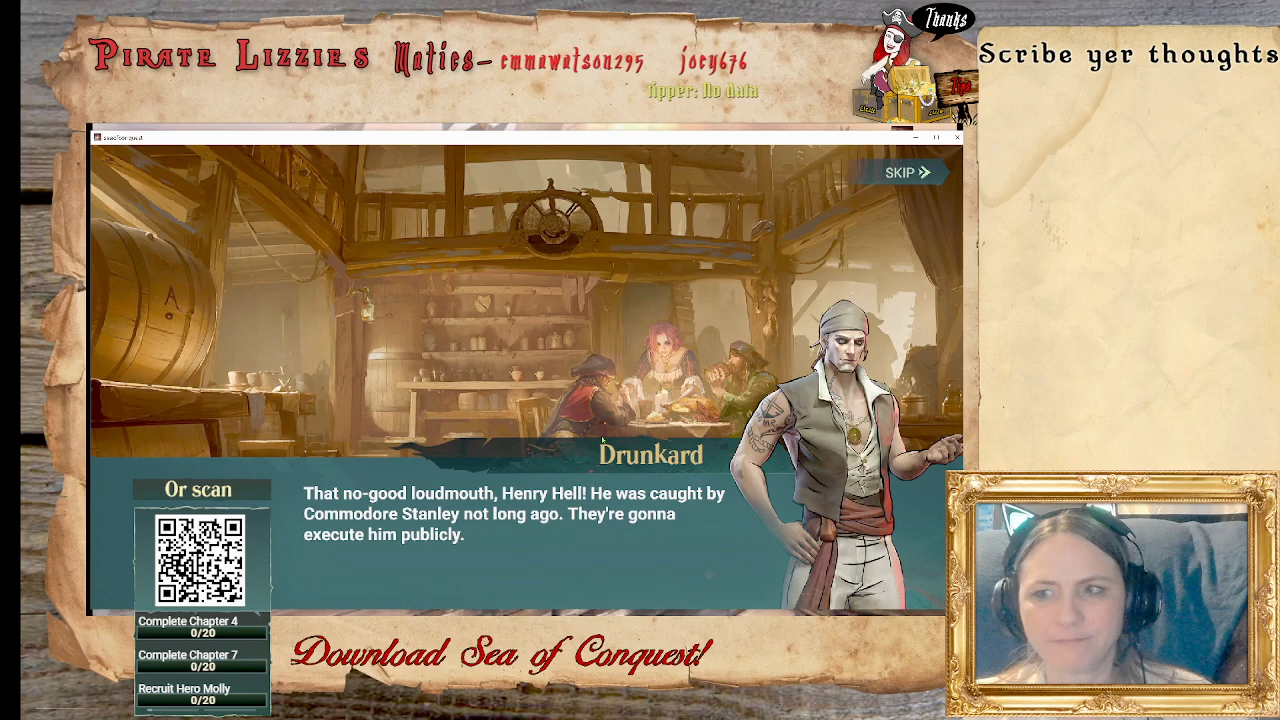 Pirate Lizzie's Maties- emmawatson295 joey676
Tipper: No data
Thanks
Tips
Scribe yer thoughts
SKIP
A
Drunkard
That no-good loudmouth, Henry Hell! He was caught by
Commodore Stanley not long ago. They're gonna
execute him publicly.
Or scan
Complete Chapter 4
0/20
Complete Chapter 7
0/20
Recruit Hero Molly
0/20
Download Sea of Conquest!